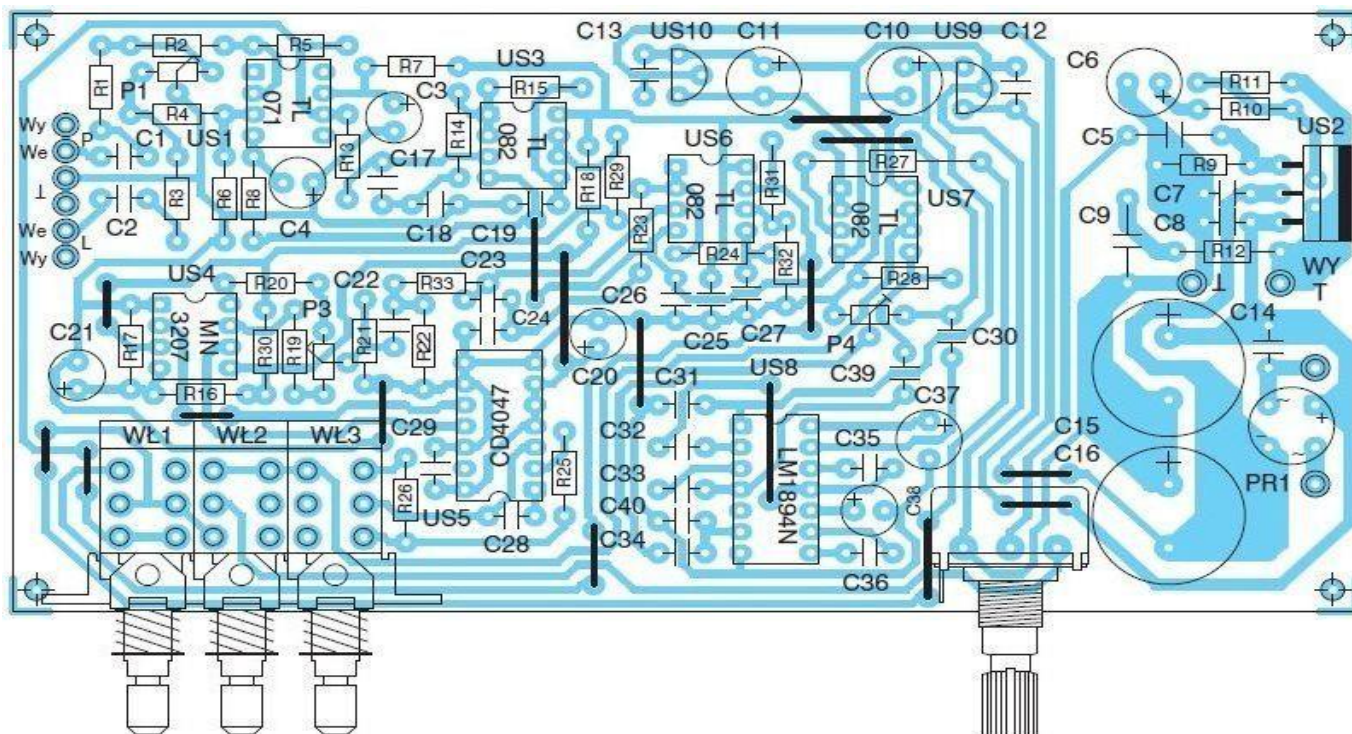 C13 US10 C11 C10 US9 C12
R2 R5 US3 C6
R7 R15 R11
R1 P1 C3 R10
TL 071 R4 US1 R14 TL 082 US6 C5 US2
Wy P
We C1 R13 C17 R18 R29 R31 R27 R9
⊥ R3 R6 R8 TL 082 TL 082 US7 C7
We L C2 C4 C18 C19 R23 C9 C8
Wy R24 R32 R12
US4 C23 R28 WY
R20 C22 R33 C26 ⊥ T
P3 C24 C14
C21 R17 MN 3207 R30 R19 R21 R22 C25 C27 P4 C30
R16 C20 C31 US8 C39
C37
WŁ1 WŁ2 WŁ3 C29 CD4047 C32 C35 C15
R25 C33 LM1894N C16
R26 US5 C40 C38 PR1
C28 C34 C36